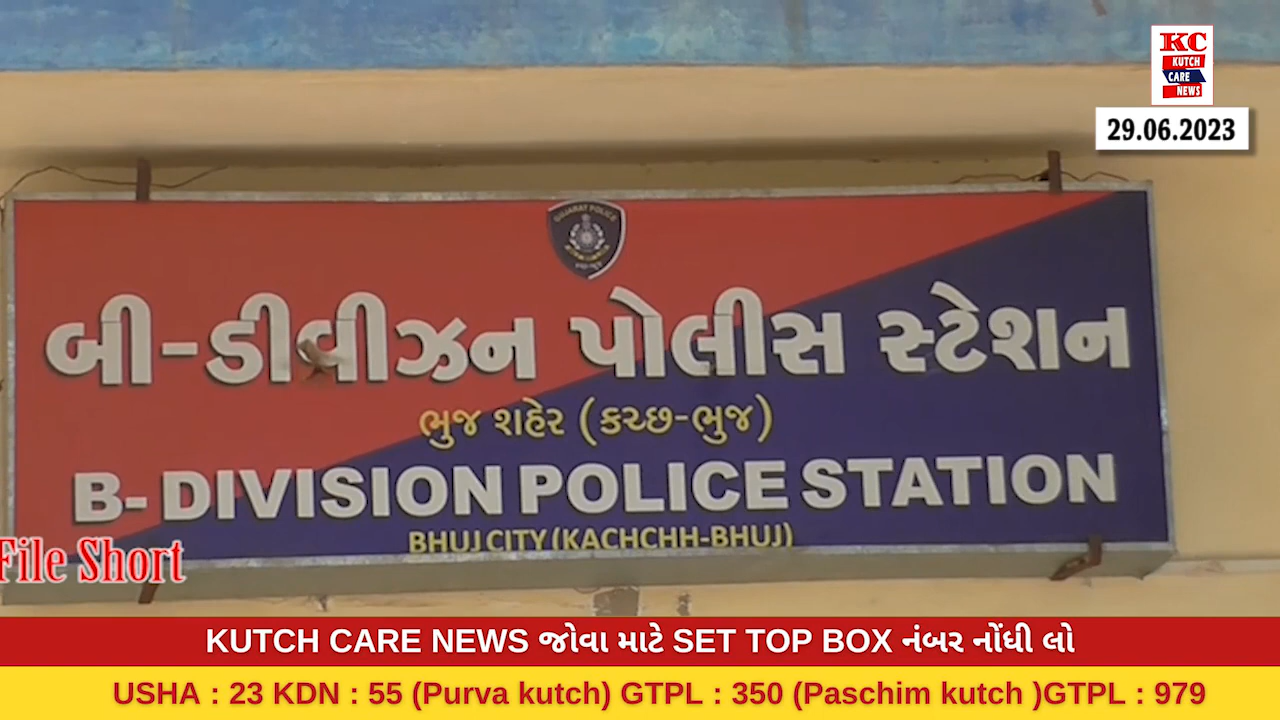 KC
KUTCH
CARE
NEWS
29.06.2023
GUJARAT POLICE
બી-ડીવીઝન પોલીસ સ્ટેશન
ભુજ શહેર (કચ્છ-ભુજ)
B- DIVISION POLICE STATION
BHUJ CITY (KACHCHH-BHUJ)
File Short
KUTCH CARE NEWS જોવા માટે SET TOP BOX નંબર નોંધી લો
USHA : 23 KDN : 55 (Purva kutch) GTPL : 350 (Paschim kutch )GTPL : 979